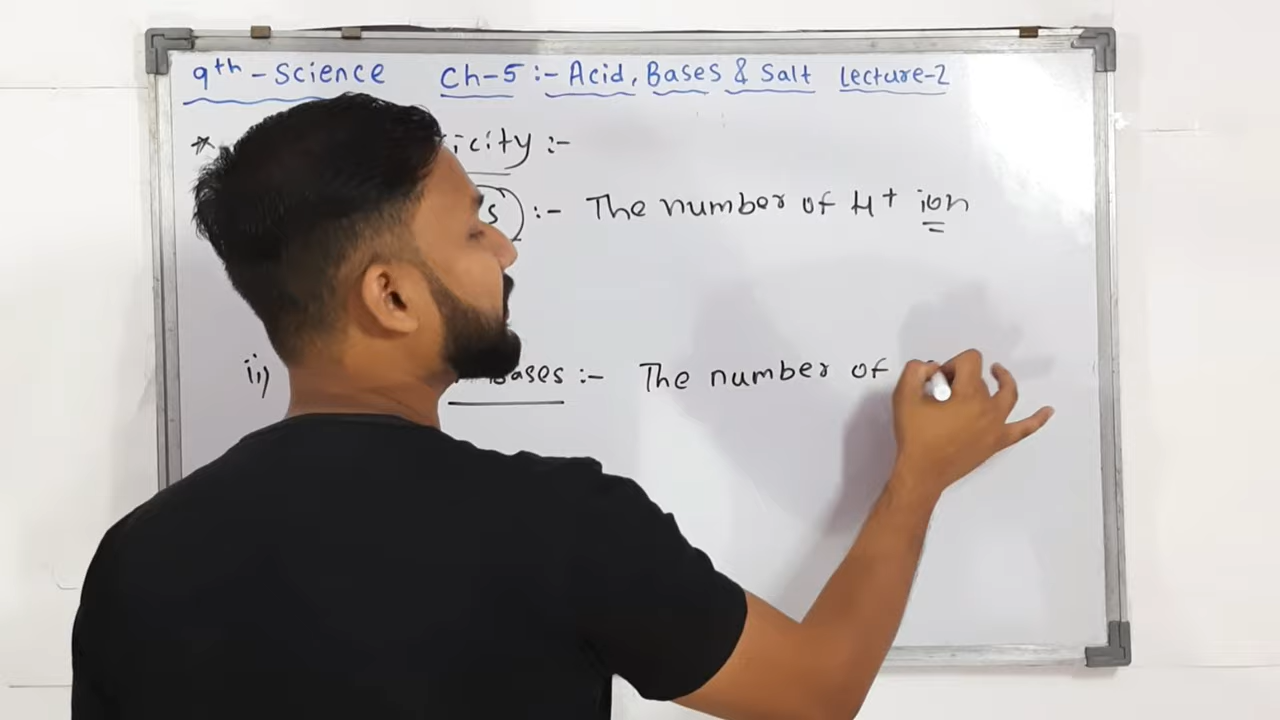 9th - Science Ch-5 :- Acid, Bases & Salt Lecture-2
* icity :-
s :- The number of H+ ion
ii) Bases :- The number of